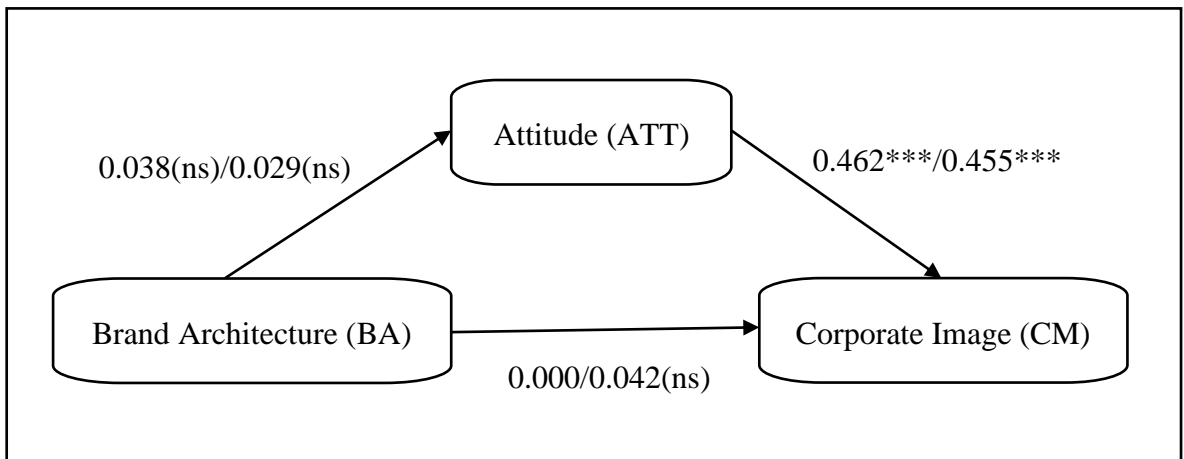 Attitude (ATT)
0.038(ns)/0.029(ns)
0.462***/0.455***
Brand Architecture (BA)
Corporate Image (CM)
0.000/0.042(ns)